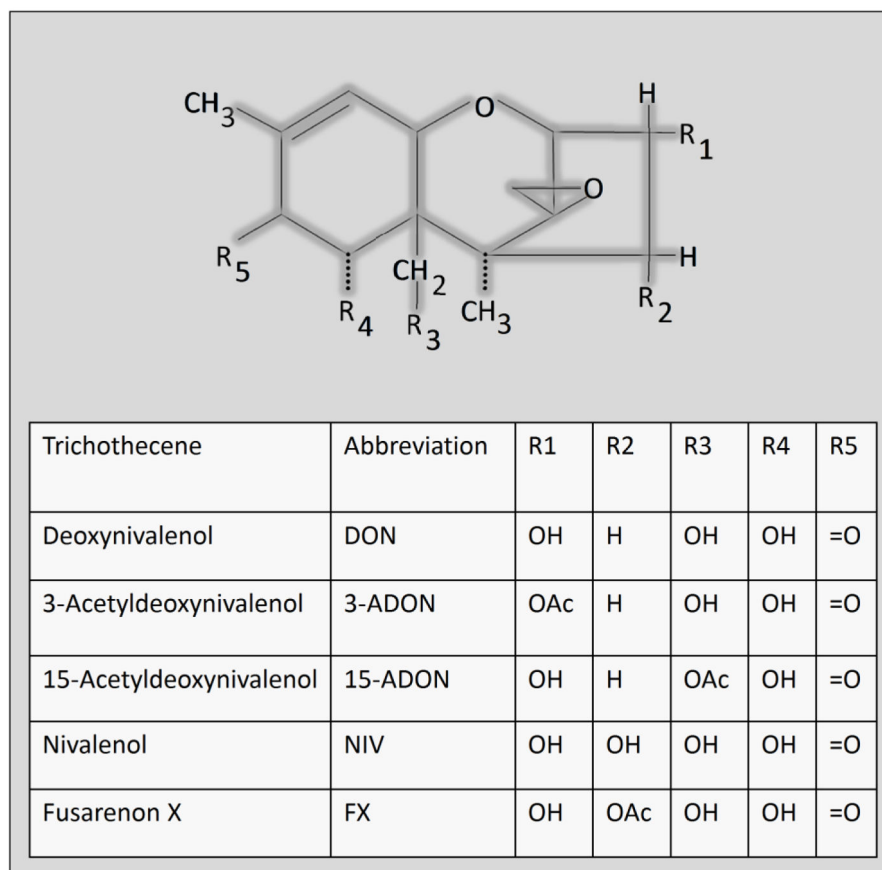 CH3
O
H
R1
O
R5
CH2
H
R4
R3
CH3
R2
Trichothecene Abbreviation R1 R2 R3 R4 R5
Deoxynivalenol DON OH H OH OH =O
3-Acetyldeoxynivalenol 3-ADON OAc H OH OH =O
15-Acetyldeoxynivalenol 15-ADON OH H OAc OH =O
Nivalenol NIV OH OH OH OH =O
Fusarenon X FX OH OAc OH OH =O